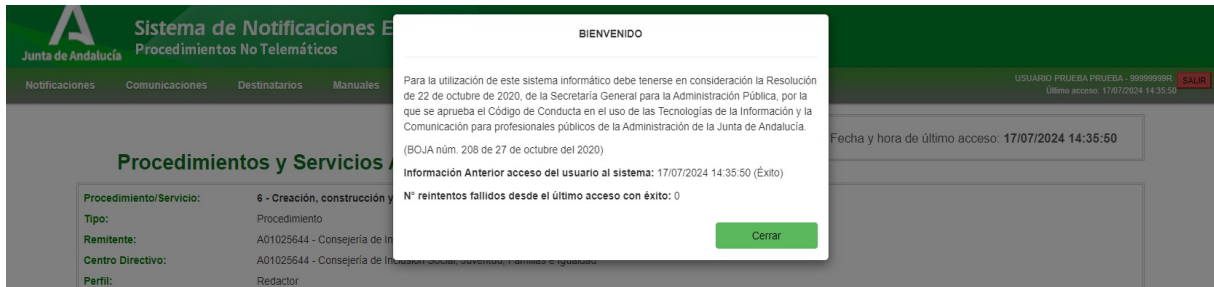 Sistema de Notificaciones E
Junta de Andalucía
Procedimientos No Telemáticos
Notificaciones Comunicaciones Destinatarios Manuales
USUARIO PRUEBA PRUEBA - 99999999R
Último acceso: 17/07/2024 14:35:50
SALIR
BIENVENIDO
Para la utilización de este sistema informático debe tenerse en consideración la Resolución
de 22 de octubre de 2020, de la Secretaría General para la Administración Pública, por la
que se aprueba el Código de Conducta en el uso de las Tecnologías de la Información y la
Comunicación para profesionales públicos de la Administración de la Junta de Andalucía.
(BOJA núm. 208 de 27 de octubre del 2020)
Información Anterior acceso del usuario al sistema: 17/07/2024 14:35:50 (Éxito)
N° reintentos fallidos desde el último acceso con éxito: 0
Cerrar
Fecha y hora de último acceso: 17/07/2024 14:35:50
Procedimientos y Servicios
Procedimiento/Servicio: 6 - Creación, construcción y
Tipo: Procedimiento
Remitente: A01025644 - Consejería de In
Centro Directivo: A01025644 - Consejería de Inclusión Social, Juventud, Familias e Igualdad
Perfil: Redactor